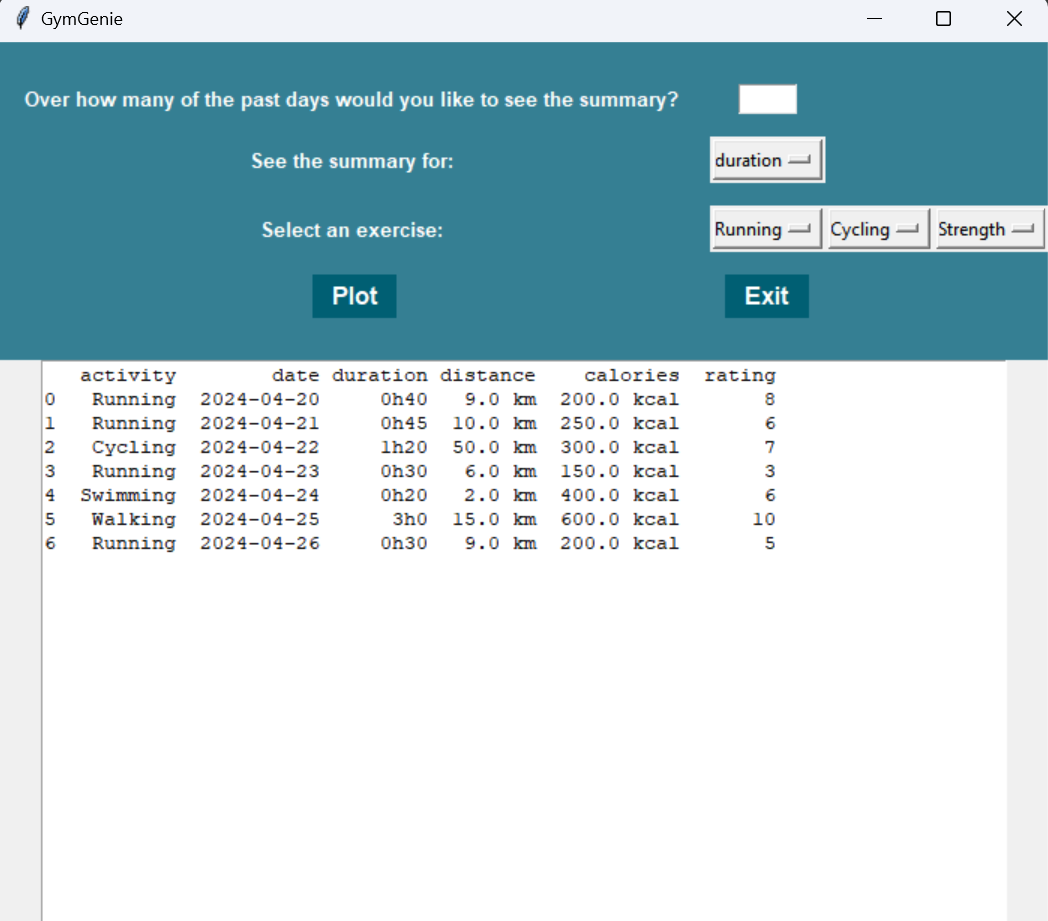 GymGenie
Over how many of the past days would you like to see the summary?
See the summary for: duration
Select an exercise: Running Cycling Strength
Plot Exit
activity date duration distance calories rating
0 Running 2024-04-20 0h40 9.0 km 200.0 kcal 8
1 Running 2024-04-21 0h45 10.0 km 250.0 kcal 6
2 Cycling 2024-04-22 1h20 50.0 km 300.0 kcal 7
3 Running 2024-04-23 0h30 6.0 km 150.0 kcal 3
4 Swimming 2024-04-24 0h20 2.0 km 400.0 kcal 6
5 Walking 2024-04-25 3h0 15.0 km 600.0 kcal 10
6 Running 2024-04-26 0h30 9.0 km 200.0 kcal 5